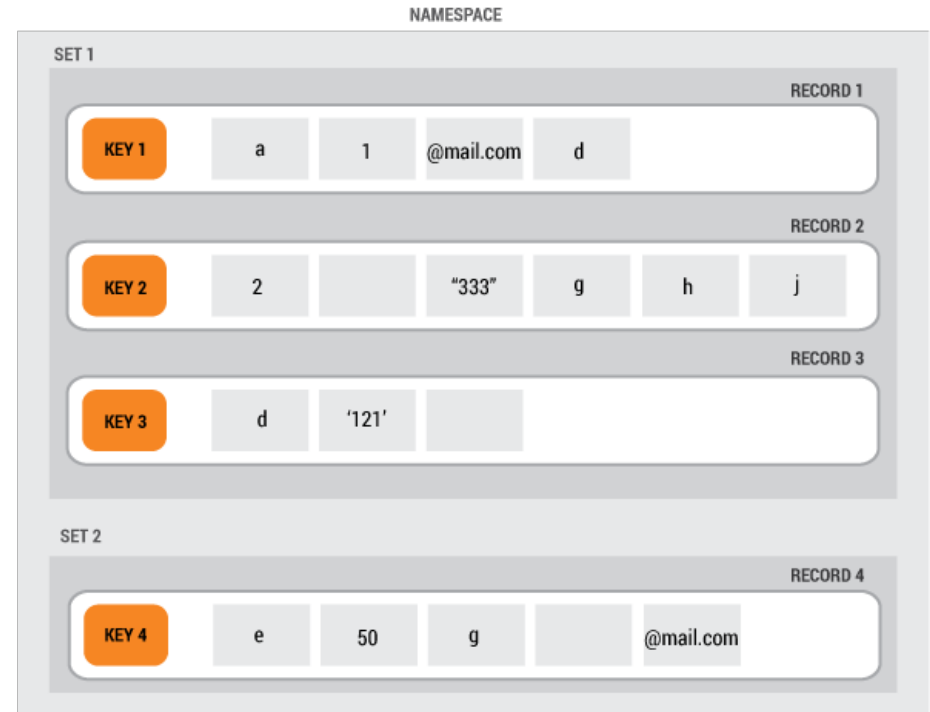 NAMESPACE
SET 1
RECORD 1
KEY 1 a 1 @mail.com d
RECORD 2
KEY 2 2 “333” g h j
RECORD 3
KEY 3 d ‘121’
SET 2
RECORD 4
KEY 4 e 50 g @mail.com